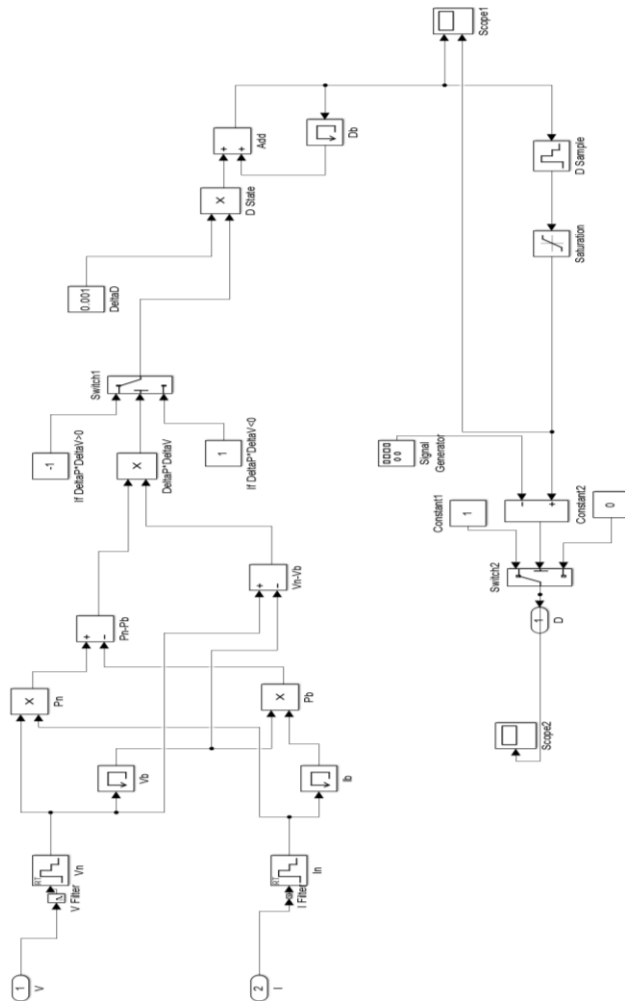 1
V
V Filter
RT
Vn
2
I
I Filter
RT
In
Vb
Ib
X
Pn
X
Pb
+
−
Pn-Pb
+
−
Vn-Vb
-1
If DeltaP*DeltaV>0
X
DeltaP*DeltaV
1
If DeltaP*DeltaV<0
Switch1
0.001
DeltaD
X
D State
+
+
Add
Db
Scope1
D Sample
Saturation
Signal
Generator
−
+
Constant1
1
Constant2
0
Switch2
1
D
Scope2